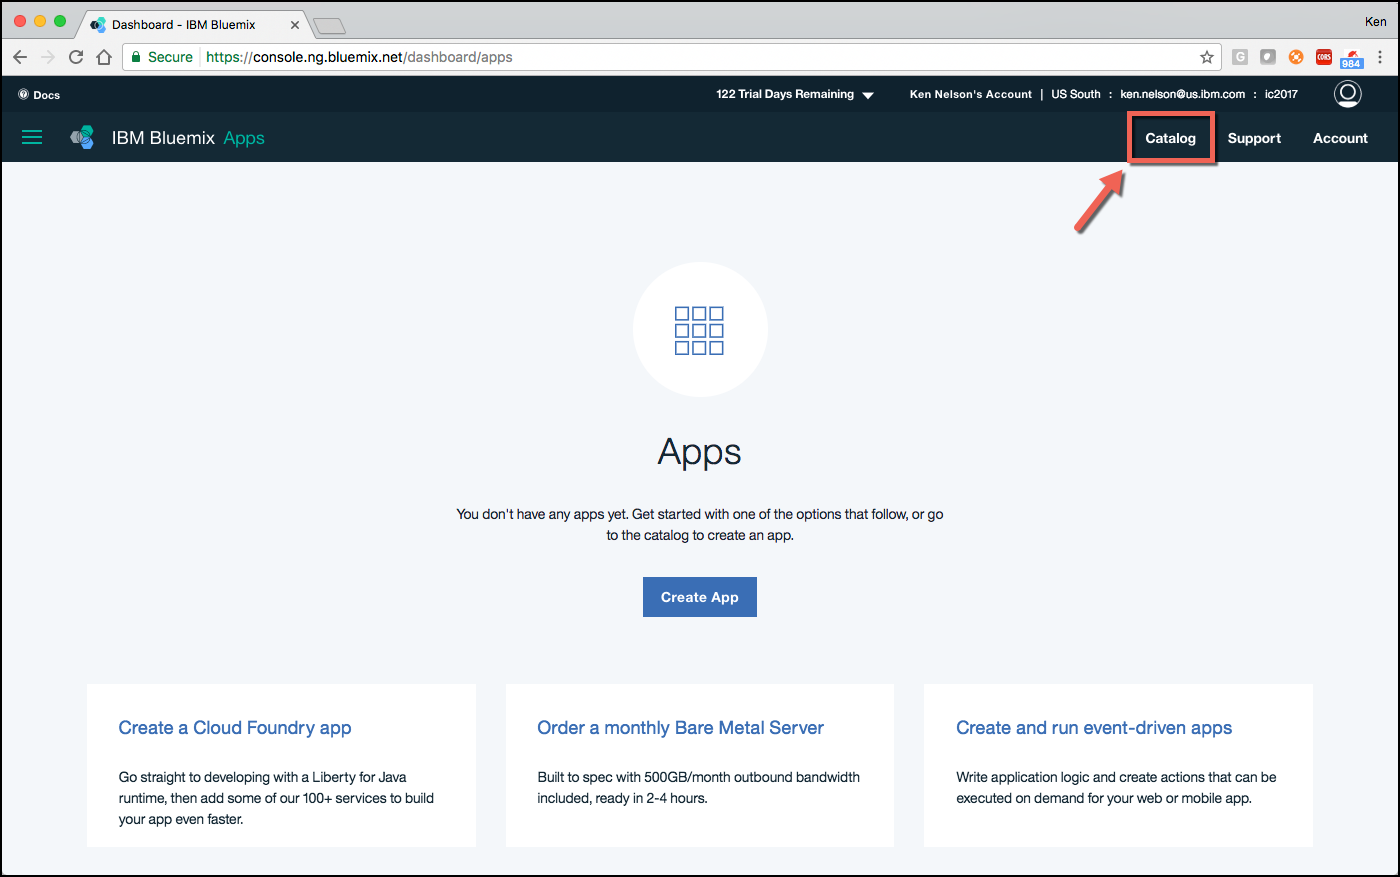 Dashboard - IBM Bluemix
Ken
Secure https://console.ng.bluemix.net/dashboard/apps
G
CORS
984
Docs
122 Trial Days Remaining
Ken Nelson's Account | US South : ken.nelson@us.ibm.com : ic2017
IBM Bluemix Apps
Catalog
Support
Account
Apps
You don't have any apps yet. Get started with one of the options that follow, or go
to the catalog to create an app.
Create App
Create a Cloud Foundry app
Go straight to developing with a Liberty for Java
runtime, then add some of our 100+ services to build
your app even faster.
Order a monthly Bare Metal Server
Built to spec with 500GB/month outbound bandwidth
included, ready in 2-4 hours.
Create and run event-driven apps
Write application logic and create actions that can be
executed on demand for your web or mobile app.